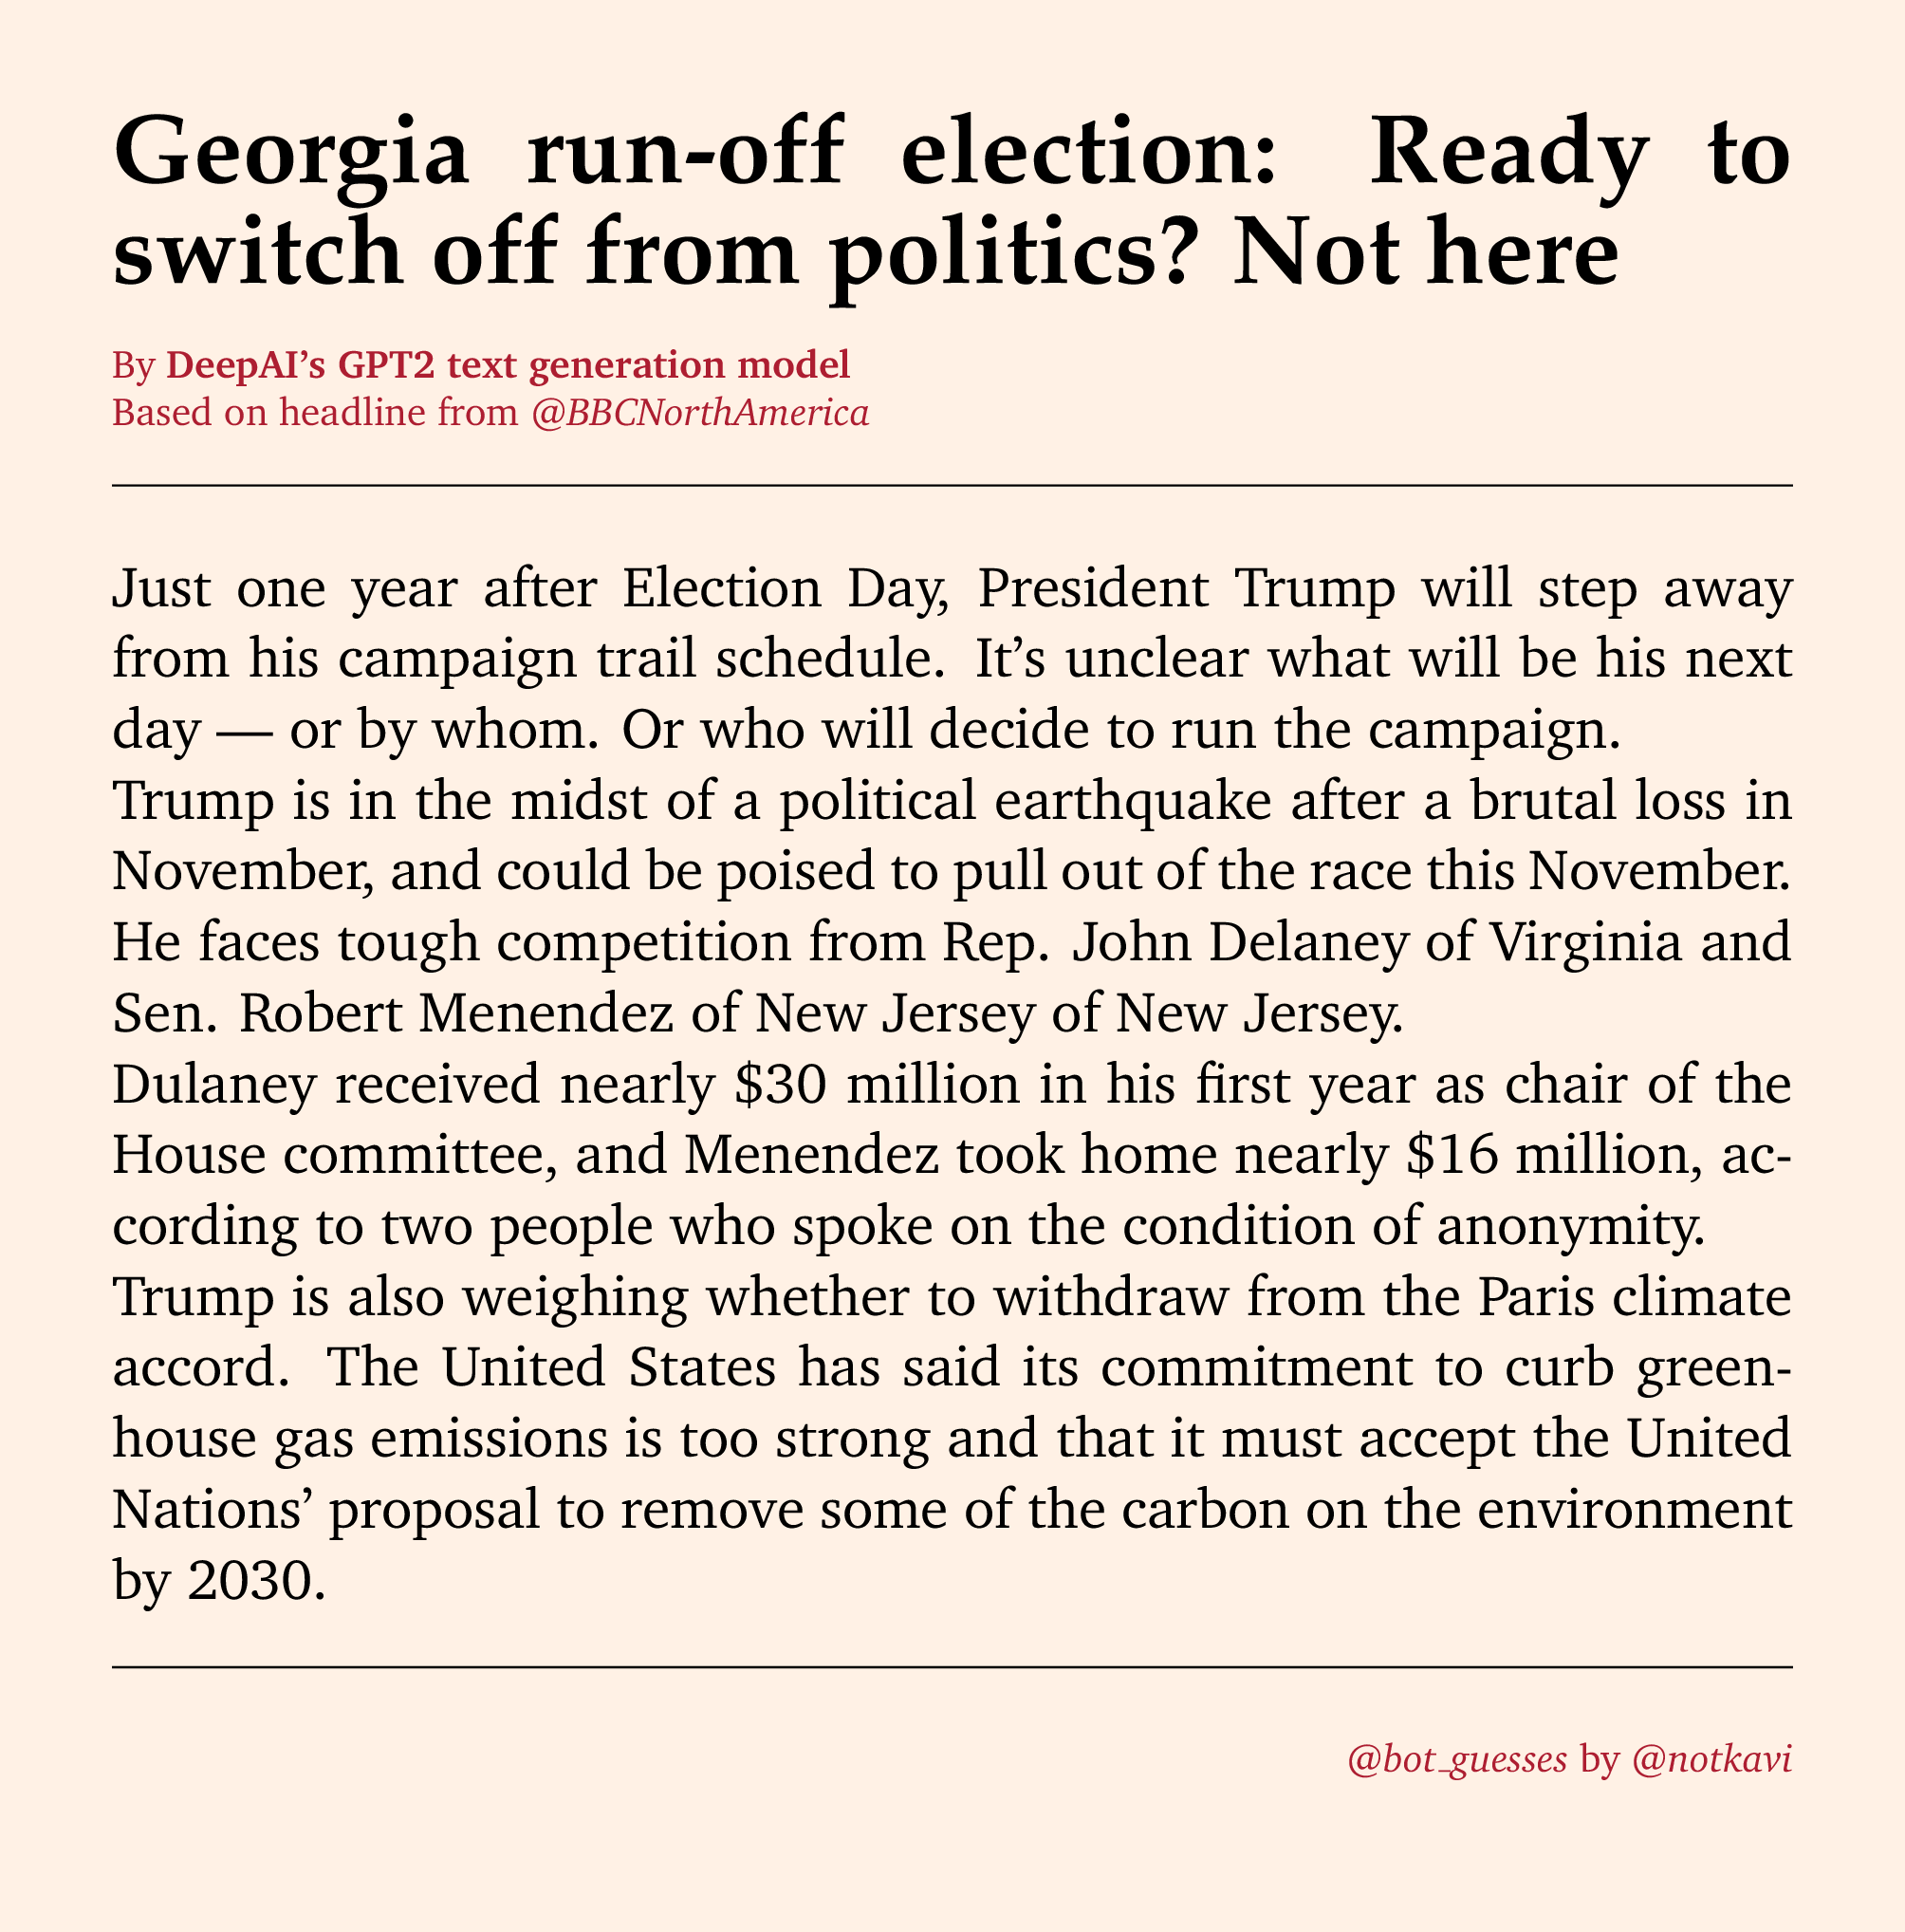 Georgia run-off election: Ready to
switch off from politics? Not here
By DeepAI's GPT2 text generation model
Based on headline from @BBCNorthAmerica
Just one year after Election Day, President Trump will step away
from his campaign trail schedule. It's unclear what will be his next
day — or by whom. Or who will decide to run the campaign.
Trump is in the midst of a political earthquake after a brutal loss in
November, and could be poised to pull out of the race this November.
He faces tough competition from Rep. John Delaney of Virginia and
Sen. Robert Menendez of New Jersey of New Jersey.
Dulaney received nearly $30 million in his first year as chair of the
House committee, and Menendez took home nearly $16 million, ac-
cording to two people who spoke on the condition of anonymity.
Trump is also weighing whether to withdraw from the Paris climate
accord. The United States has said its commitment to curb green-
house gas emissions is too strong and that it must accept the United
Nations' proposal to remove some of the carbon on the environment
by 2030.
@bot_guesses by @notkavi